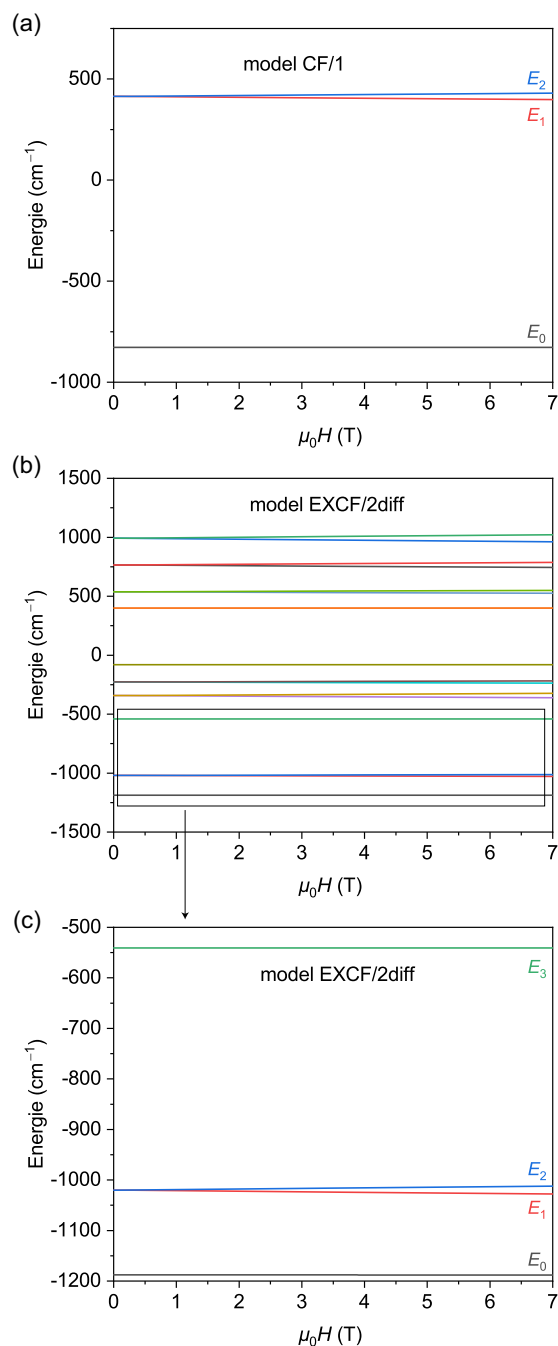 (a)
model CF/1
E₂
E₁
E₀
500
0
-500
-1000
Energie (cm⁻¹)
0 1 2 3 4 5 6 7
μ₀H (T)
(b)
model EXCF/2diff
1500
1000
500
0
-500
-1000
-1500
Energie (cm⁻¹)
0 1 2 3 4 5 6 7
μ₀H (T)
(c)
model EXCF/2diff
E₃
E₂
E₁
E₀
-500
-600
-700
-800
-900
-1000
-1100
-1200
Energie (cm⁻¹)
0 1 2 3 4 5 6 7
μ₀H (T)